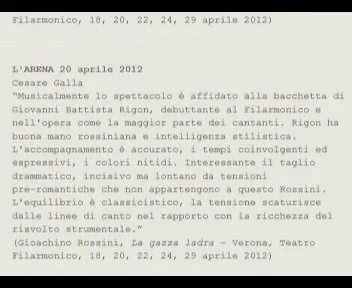 Filarmonico, 18, 20, 22, 24, 29 aprile 2012)
L'ARENA 20 aprile 2012
Cesare Galla
“Musicalmente lo spettacolo è affidato alla bacchetta di
Giovanni Battista Rigon, debuttante al Filarmonico e
nell'opera come la maggior parte dei cantanti. Rigon ha
buona mano rossiniana e intelligenza stilistica.
L'accompagnamento è accurato, i tempi coinvolgenti ed
espressivi, i colori nitidi. Interessante il taglio
drammatico, incisivo ma lontano da tensioni
pre-romantiche che non appartengono a questo Rossini.
L'equilibrio è classicistico, la tensione scaturisce
dalle linee di canto nel rapporto con la ricchezza del
risvolto strumentale.”
(Gioachino Rossini, La gazza ladra – Verona, Teatro
Filarmonico, 18, 20, 22, 24, 29 aprile 2012)